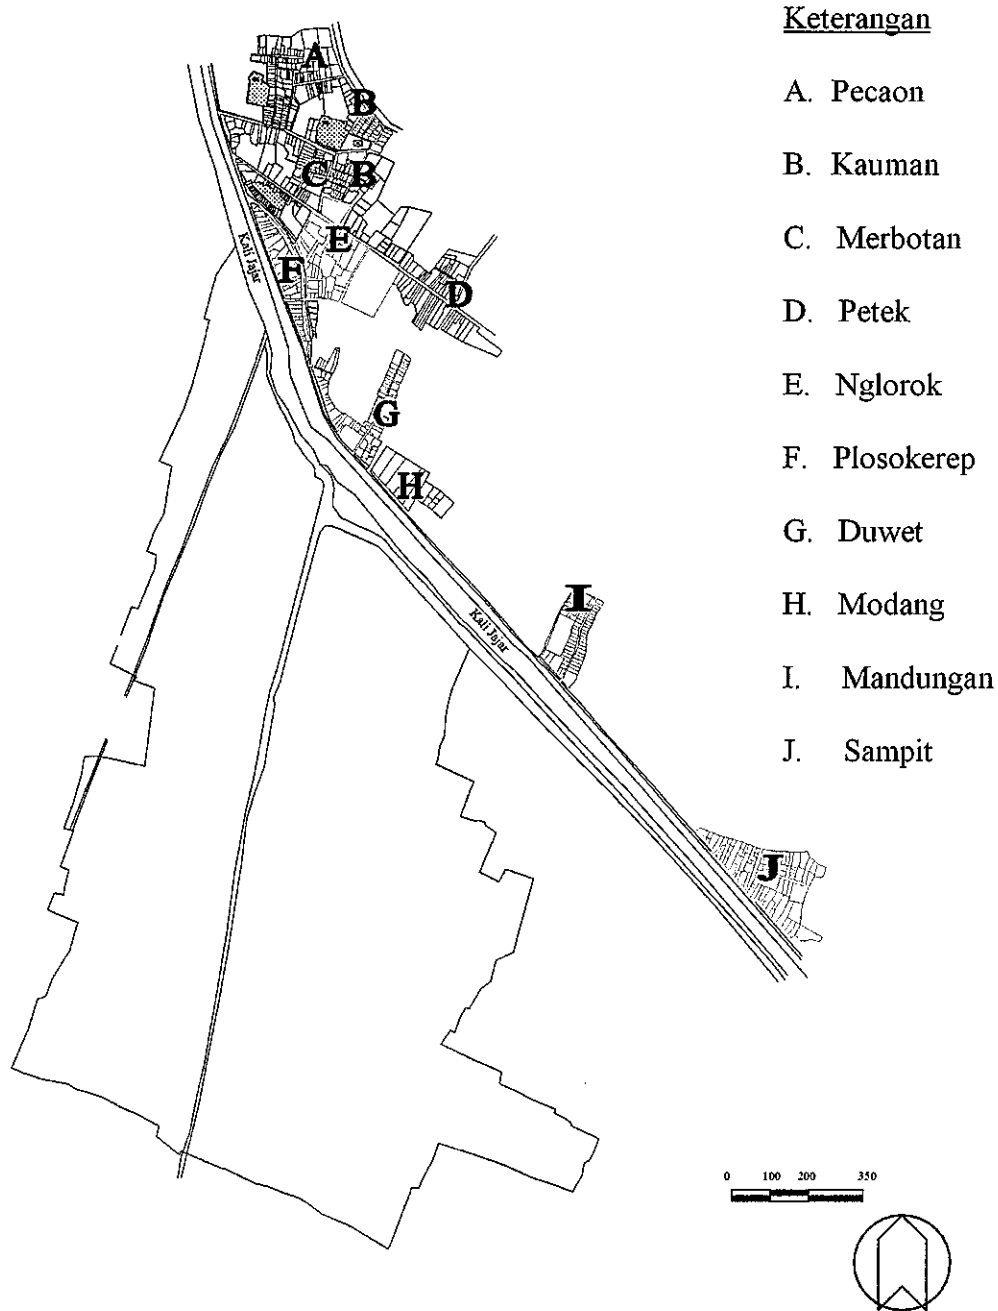 Keterangan
A. Pecaon
B. Kauman
C. Merbotan
D. Petek
E. Nglorok
F. Plosokerep
G. Duwet
H. Modang
I. Mandungan
J. Sampit
A
B
C B
E
F
D
G
H
I
J
Kali Jajar
Kali Jajar
0 100 200 350